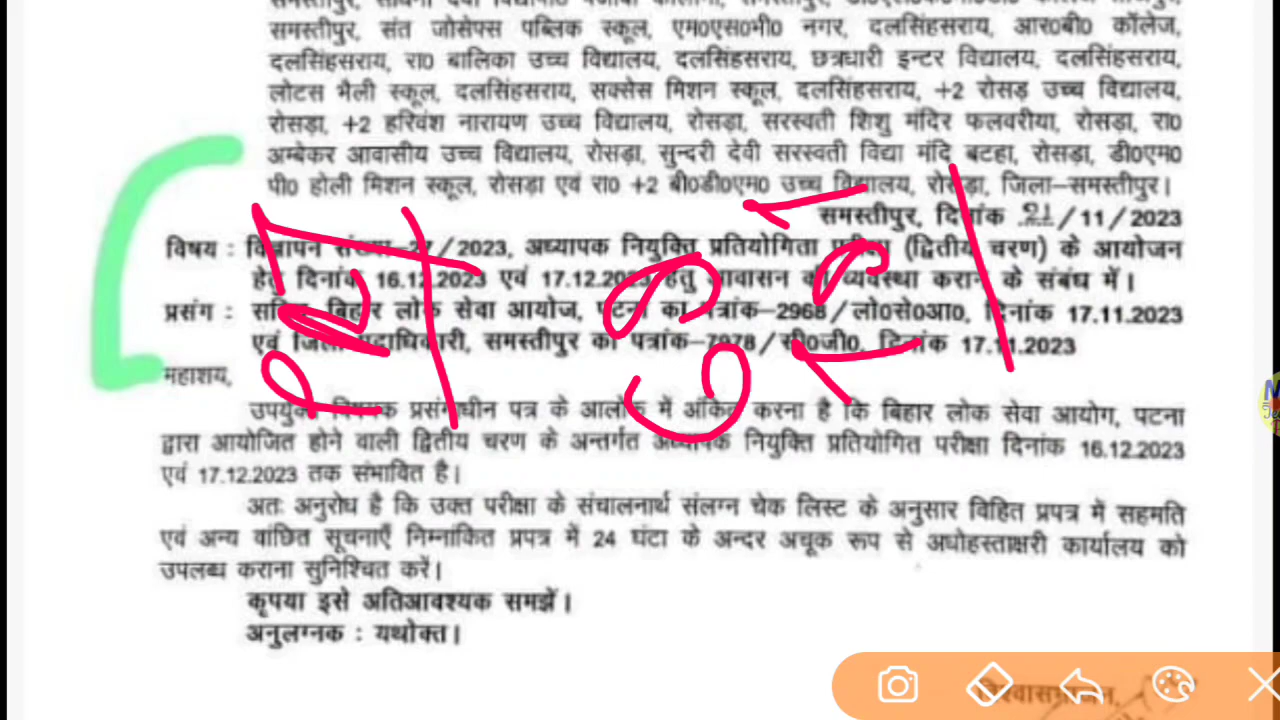 समस्तीपुर, संत जोसेफ्स पब्लिक स्कूल, एम0एस0भी0 नगर, दलसिंहसराय, आर0बी0 कॉलेज,
दलसिंहसराय, रा0 बालिका उच्च विद्यालय, दलसिंहसराय, छत्रधारी इन्टर विद्यालय, दलसिंहसराय,
लोटस भैली स्कूल, दलसिंहसराय, सक्सेस मिशन स्कूल, दलसिंहसराय, +2 रोसड़ उच्च विद्यालय,
रोसड़ा, +2 हरिवंश नारायण उच्च विद्यालय, रोसड़ा, सरस्वती शिशु मंदिर फलवरीया, रोसड़ा, रा0
अम्बेकर आवासीय उच्च विद्यालय, रोसड़ा, सुन्दरी देवी सरस्वती विद्या मंदि बटहा, रोसड़ा, डी0एम0
पी0 होली मिशन स्कूल, रोसड़ा एवं रा0 +2 बी0डी0एम0 उच्च विद्यालय, रोसड़ा, जिला–समस्तीपुर।
समस्तीपुर, दिनांक 21/11/2023
विषय : विज्ञापन संख्या–27/2023, अध्यापक नियुक्ति प्रतियोगिता परीक्षा (द्वितीय चरण) के आयोजन
हेतु दिनांक 16.12.2023 एवं 17.12.2023 हेतु आवासन की व्यवस्था कराने के संबंध में।
प्रसंग : सचिव, बिहार लोक सेवा आयोज, पटना का पत्रांक–2968/लो0से0आ0, दिनांक 17.11.2023
एवं जिला पदाधिकारी, समस्तीपुर का पत्रांक–7978/सी0जी0, दिनांक 17.11.2023
महाशय,
उपर्युक्त विषयक प्रसंगाधीन पत्र के आलोक में अंकित करना है कि बिहार लोक सेवा आयोग, पटना
द्वारा आयोजित होने वाली द्वितीय चरण के अन्तर्गत अध्यापक नियुक्ति प्रतियोगित परीक्षा दिनांक 16.12.2023
एवं 17.12.2023 तक संभावित है।
अतः अनुरोध है कि उक्त परीक्षा के संचालनार्थ संलग्न चेक लिस्ट के अनुसार विहित प्रपत्र में सहमति
एवं अन्य वांछित सूचनाएँ निम्नांकित प्रपत्र में 24 घंटा के अन्दर अचूक रूप से अधोहस्ताक्षरी कार्यालय को
उपलब्ध कराना सुनिश्चित करें।
कृपया इसे अतिआवश्यक समझें।
अनुलग्नक : यथोक्त।